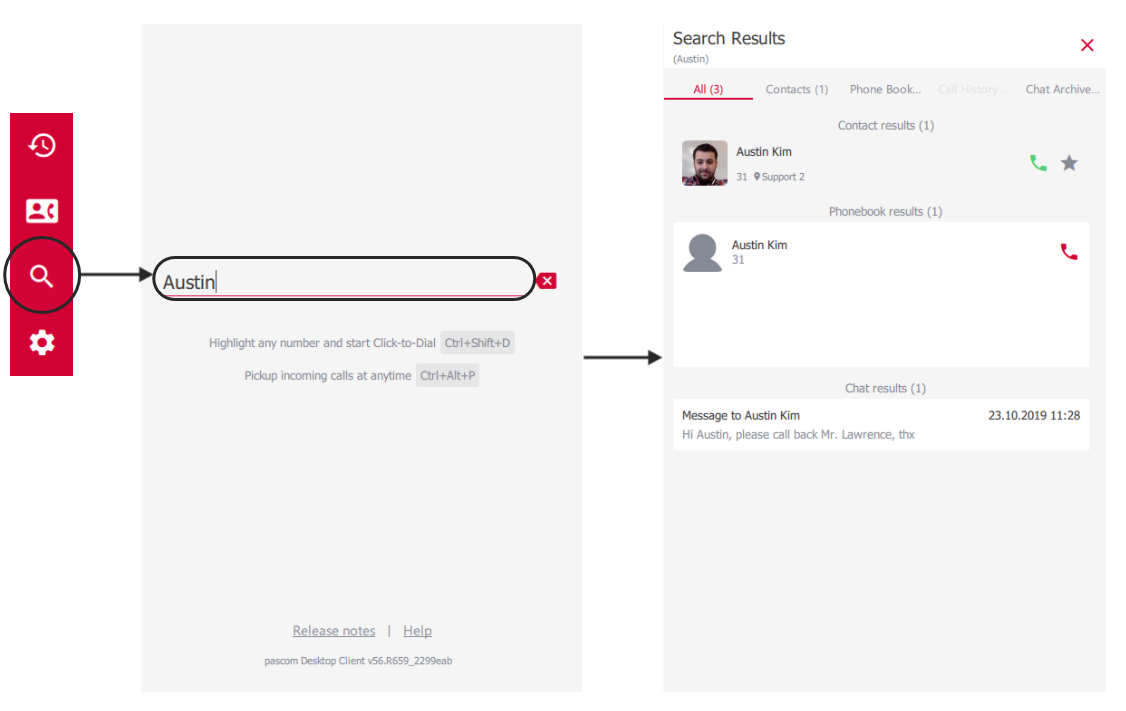 Austin
Highlight any number and start Click-to-Dial Ctrl+Shift+D
Pickup incoming calls at anytime Ctrl+Alt+P
Release notes | Help
pascom Desktop Client v56.R659_2299eab
Search Results
(Austin)
All (3) Contacts (1) Phone Book... Call History ... Chat Archive...
Contact results (1)
Austin Kim
31 Support 2
Phonebook results (1)
Austin Kim
31
Chat results (1)
Message to Austin Kim 23.10.2019 11:28
Hi Austin, please call back Mr. Lawrence, thx